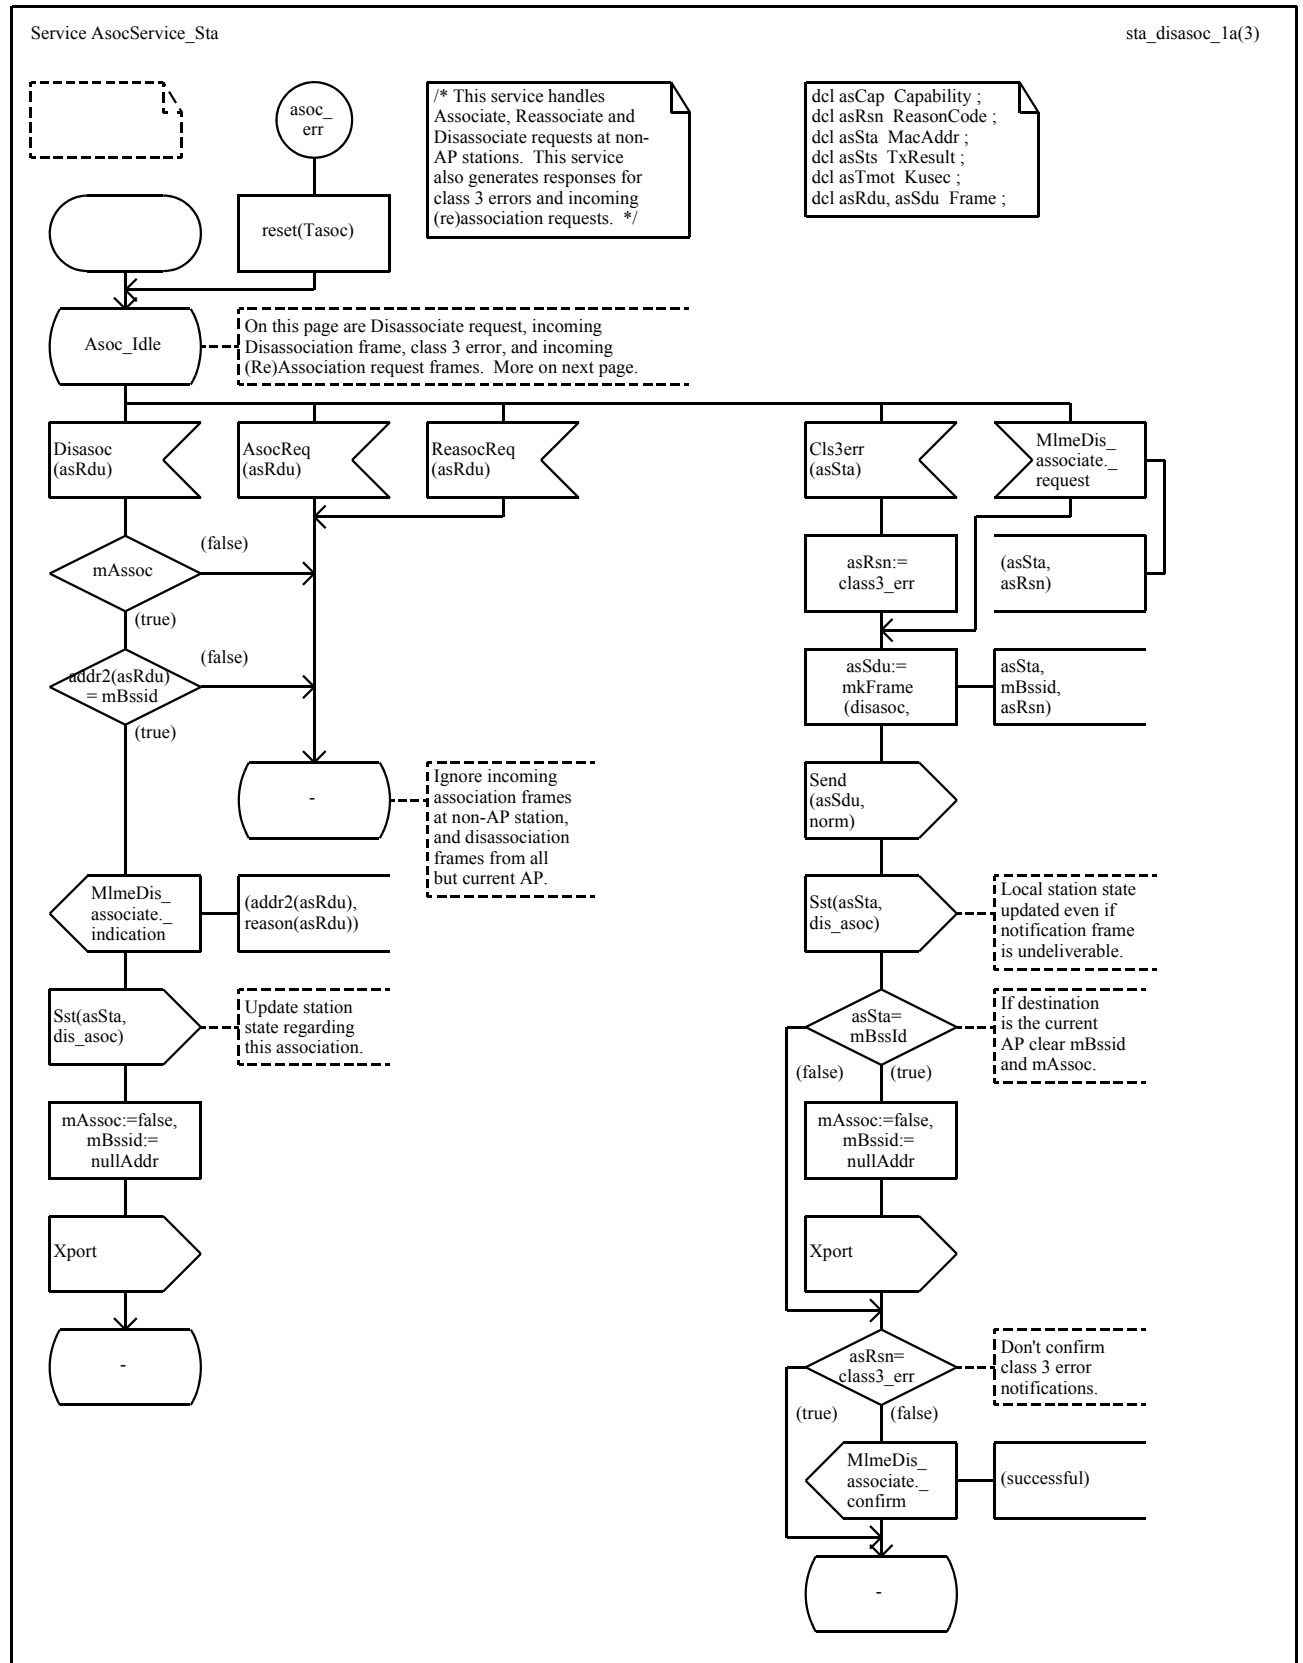 Service AsocService_Sta
sta_disasoc_1a(3)
asoc_
err
/* This service handles
Associate, Reassociate and
Disassociate requests at non-
AP stations.  This service
also generates responses for
class 3 errors and incoming
(re)association requests.  */
dcl asCap  Capability ;
dcl asRsn  ReasonCode ;
dcl asSta  MacAddr ;
dcl asSts  TxResult ;
dcl asTmot  Kusec ;
dcl asRdu, asSdu  Frame ;
reset(Tasoc)
Asoc_Idle
On this page are Disassociate request, incoming
Disassociation frame, class 3 error, and incoming
(Re)Association request frames.  More on next page.
Disasoc
(asRdu)
AsocReq
(asRdu)
ReasocReq
(asRdu)
Cls3err
(asSta)
MlmeDis_
associate._
request
mAssoc
(false)
(true)
asRsn:=
class3_err
(asSta,
asRsn)
addr2(asRdu)
= mBssid
(false)
(true)
asSdu:=
mkFrame
(disasoc,
asSta,
mBssid,
asRsn)
-
Ignore incoming
association frames
at non-AP station,
and disassociation
frames from all
but current AP.
Send
(asSdu,
norm)
MlmeDis_
associate._
indication
(addr2(asRdu),
reason(asRdu))
Sst(asSta,
dis_asoc)
Local station state
updated even if
notification frame
is undeliverable.
Sst(asSta,
dis_asoc)
Update station
state regarding
this association.
asSta=
mBssId
If destination
is the current
AP clear mBssid
and mAssoc.
(false)
(true)
mAssoc:=false,
mBssid:=
nullAddr
mAssoc:=false,
mBssid:=
nullAddr
Xport
Xport
-
asRsn=
class3_err
Don't confirm
class 3 error
notifications.
(true)
(false)
MlmeDis_
associate._
confirm
(successful)
-